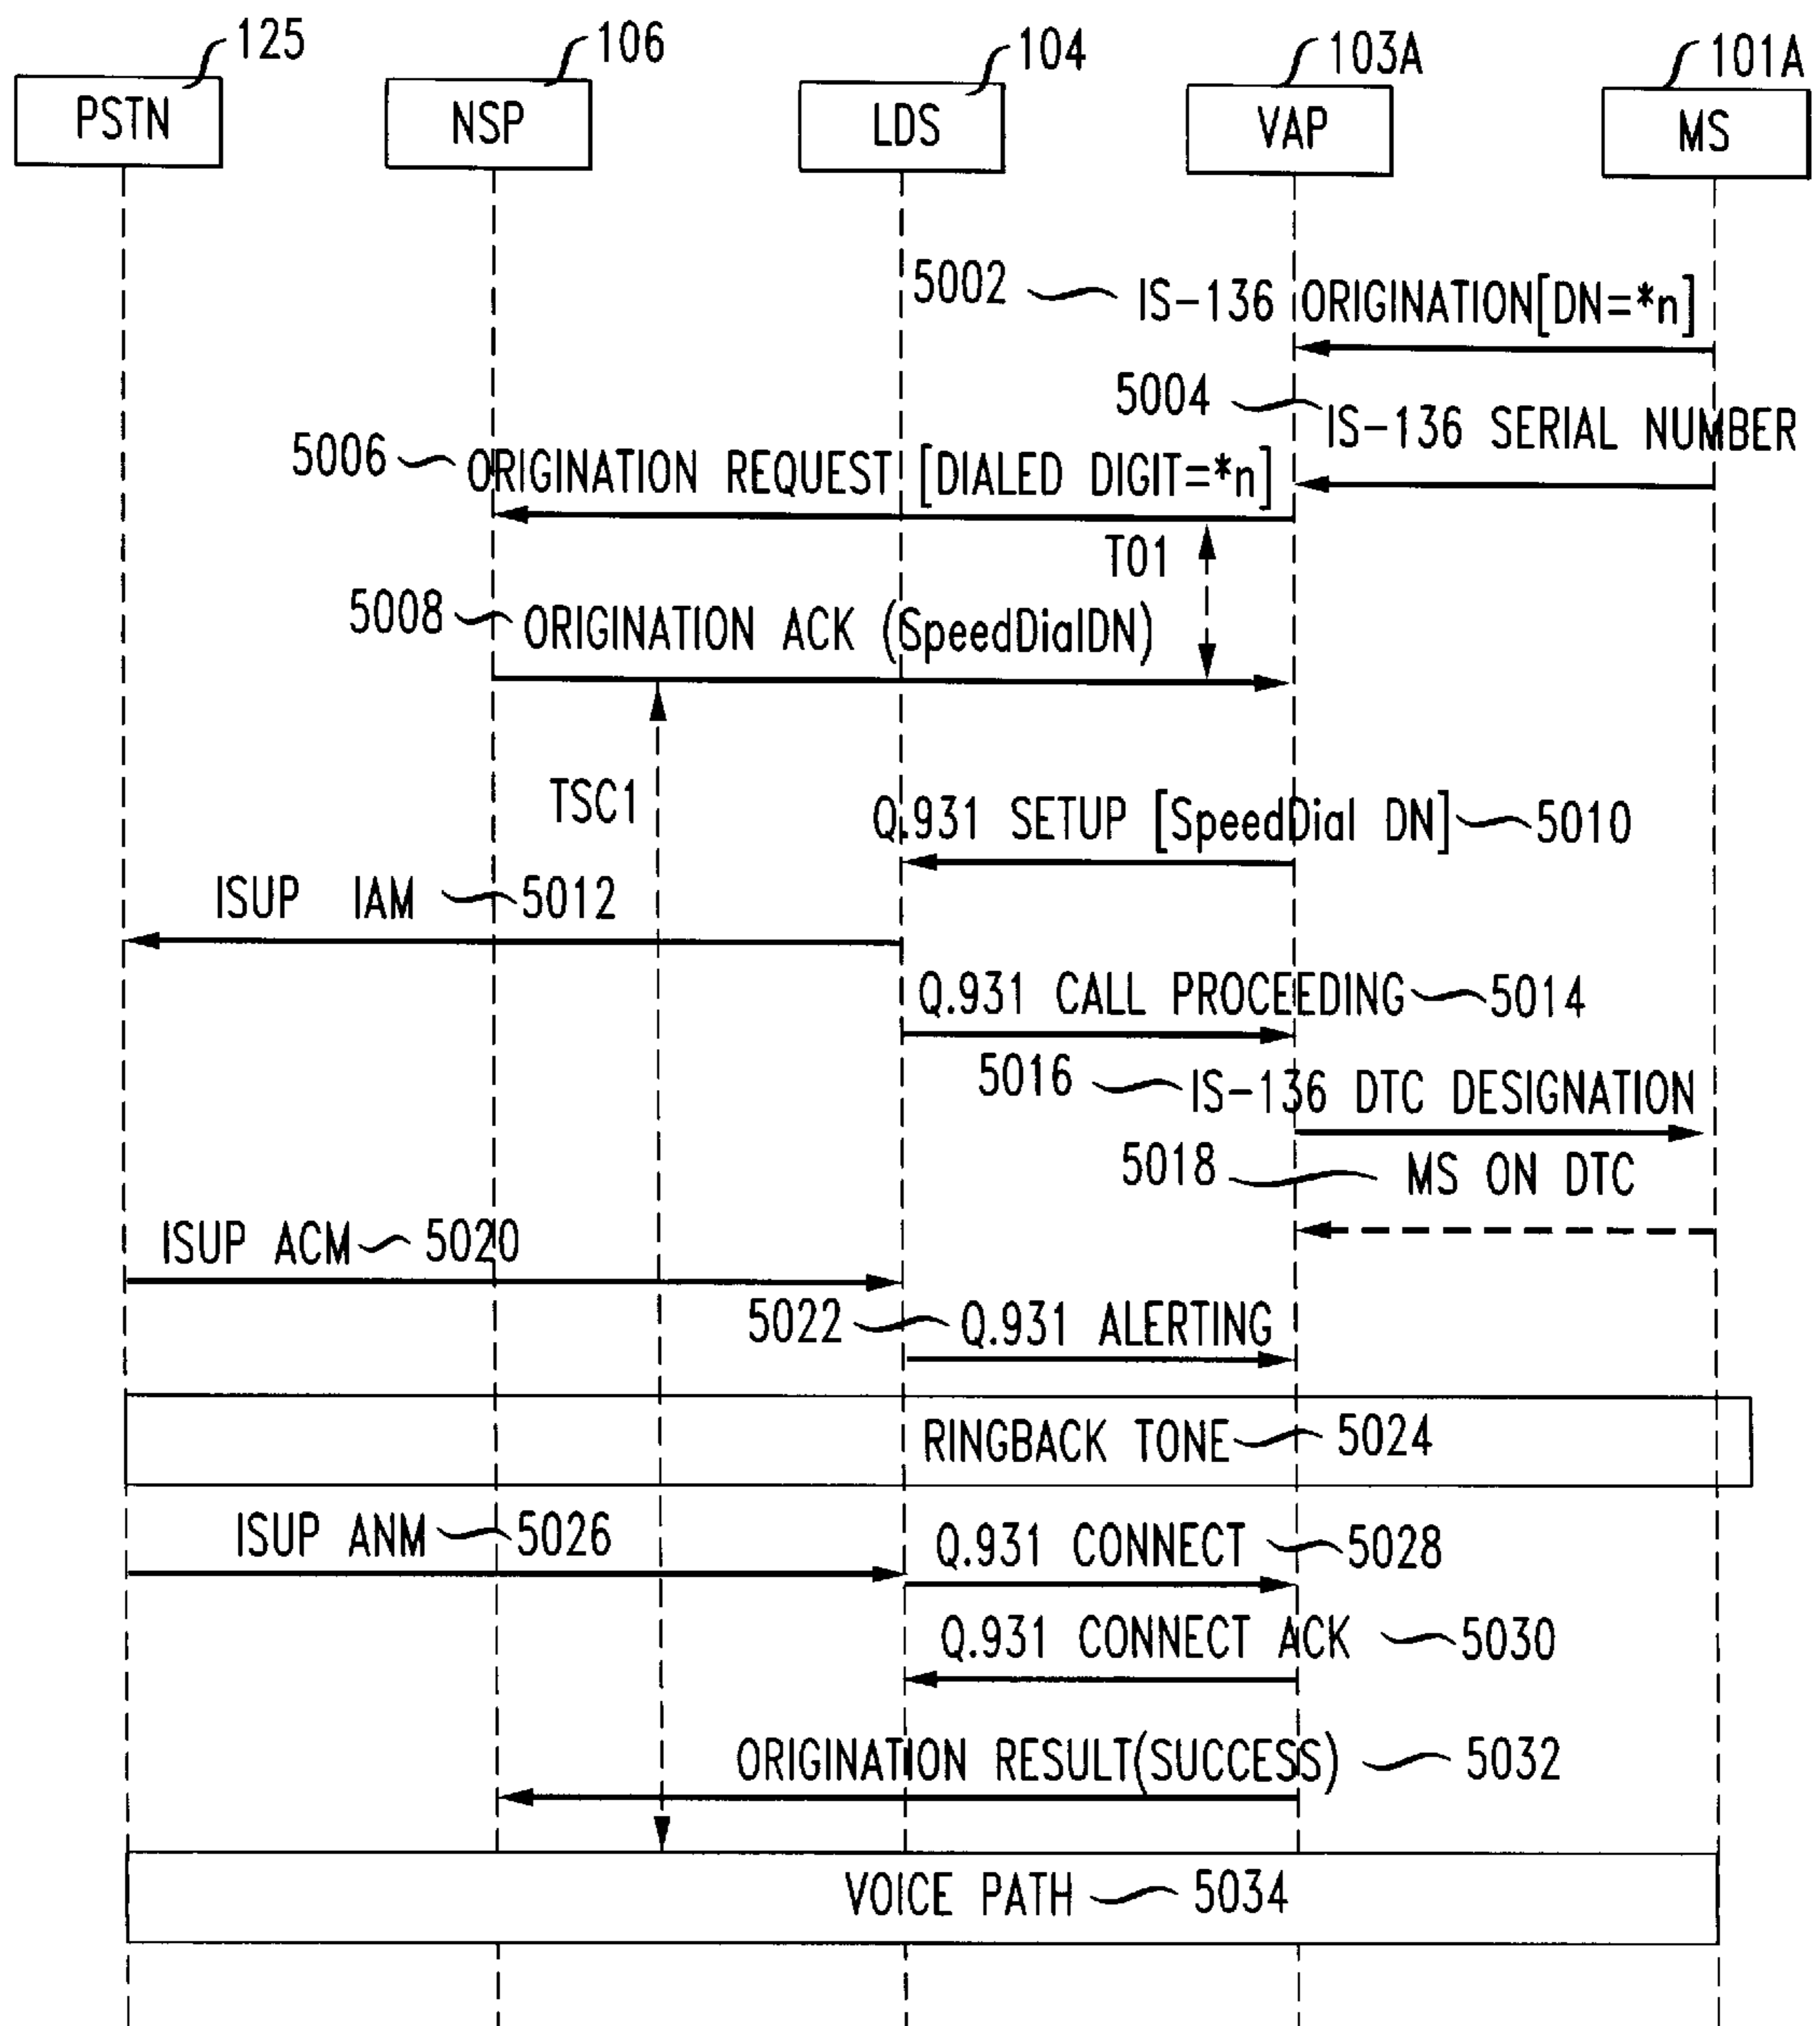 125
106
104
103A
101A
PSTN
NSP
LDS
VAP
MS
5002 IS-136 ORIGINATION[DN=*n]
5004 IS-136 SERIAL NUMBER
5006 ORIGINATION REQUEST [DIALED DIGIT=*n]
T01
5008 ORIGINATION ACK (SpeedDialDN)
TSC1
Q.931 SETUP [SpeedDial DN] 5010
ISUP IAM 5012
Q.931 CALL PROCEEDING 5014
5016 IS-136 DTC DESIGNATION
5018 MS ON DTC
ISUP ACM 5020
5022 Q.931 ALERTING
RINGBACK TONE 5024
ISUP ANM 5026
Q.931 CONNECT 5028
Q.931 CONNECT ACK 5030
ORIGINATION RESULT(SUCCESS) 5032
VOICE PATH 5034